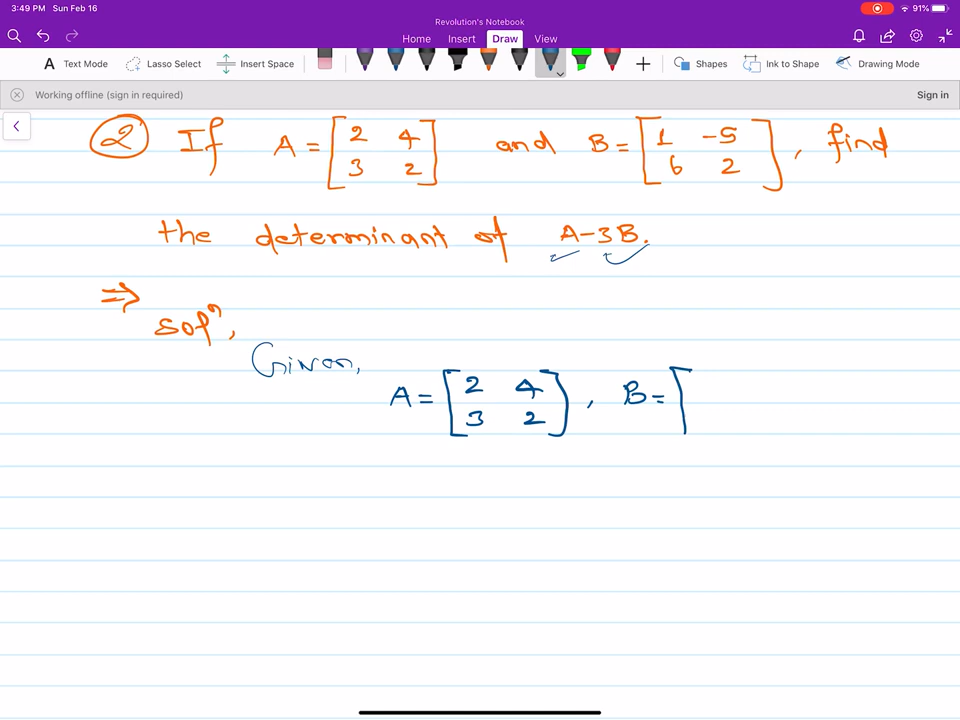 3:49 PM Sun Feb 16
91%
Revolution's Notebook
Home Insert Draw View
Text Mode Lasso Select Insert Space Shapes Ink to Shape Drawing Mode
Working offline (sign in required) Sign in
② If A = [2 4 and B = [1 -5 , find
3 2] 6 2]
the determinant of A-3B.
⇒
Solⁿ,
Given,
A = [2 4 , B = [
3 2]